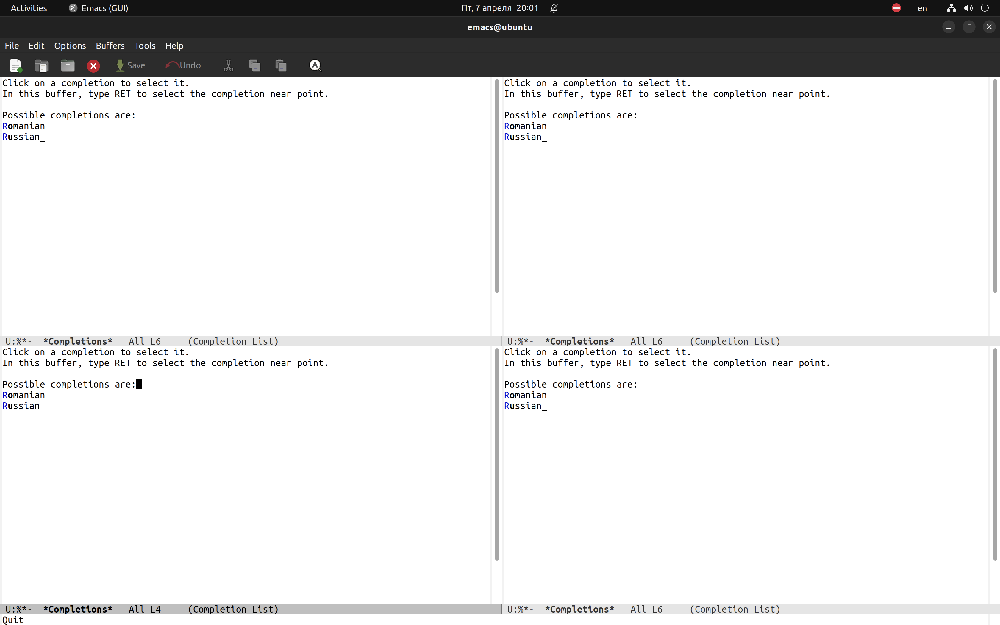 Activities Emacs (GUI) Пт, 7 апреля 20:01 en
emacs@ubuntu
File Edit Options Buffers Tools Help
Save Undo
Click on a completion to select it.
In this buffer, type RET to select the completion near point.
Possible completions are:
Romanian
Russian
U:%*- *Completions* All L6 (Completion List)
Click on a completion to select it.
In this buffer, type RET to select the completion near point.
Possible completions are:
Romanian
Russian
U:%*- *Completions* All L6 (Completion List)
Click on a completion to select it.
In this buffer, type RET to select the completion near point.
Possible completions are:
Romanian
Russian
U:%*- *Completions* All L4 (Completion List)
Click on a completion to select it.
In this buffer, type RET to select the completion near point.
Possible completions are:
Romanian
Russian
U:%*- *Completions* All L6 (Completion List)
Quit